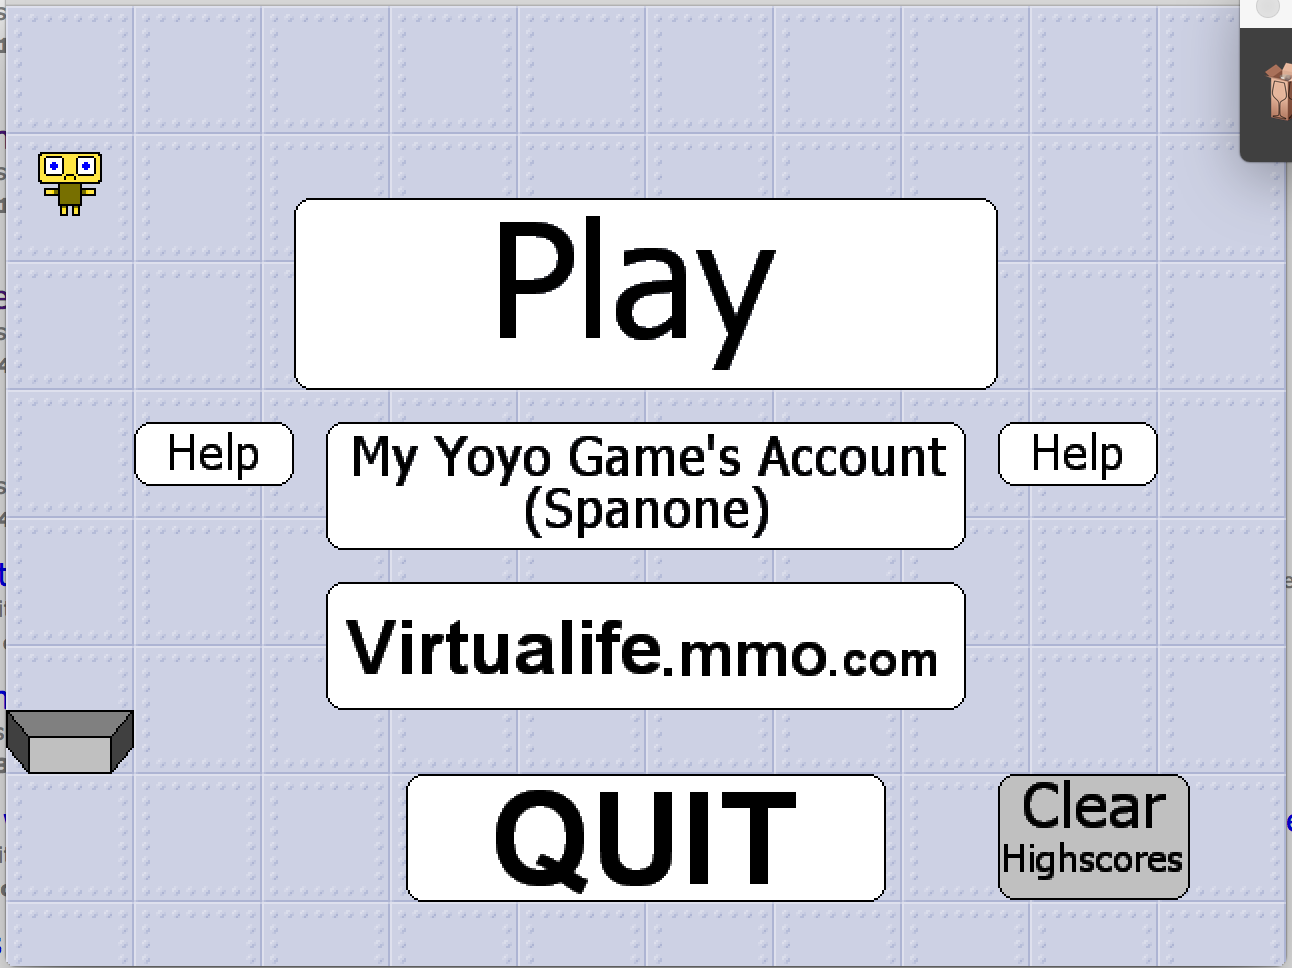 Play
Help
My Yoyo Game's Account
(Spanone)
Help
Virtualife.mmo.com
QUIT
Clear
Highscores